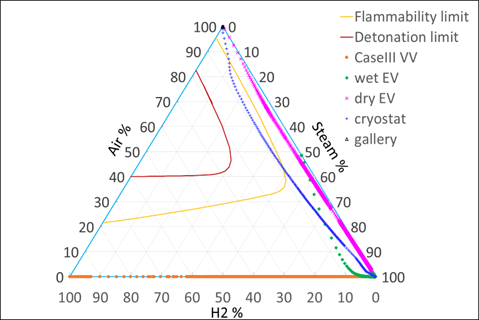 100 0
90 10
80 20
70 30
60 40
50 50
40 60
30 70
20 80
10 90
0 100
100 90 80 70 60 50 40 30 20 10 0
Air %
Steam %
H2 %
Flammability limit
Detonation limit
CaseIII VV
wet EV
dry EV
cryostat
gallery